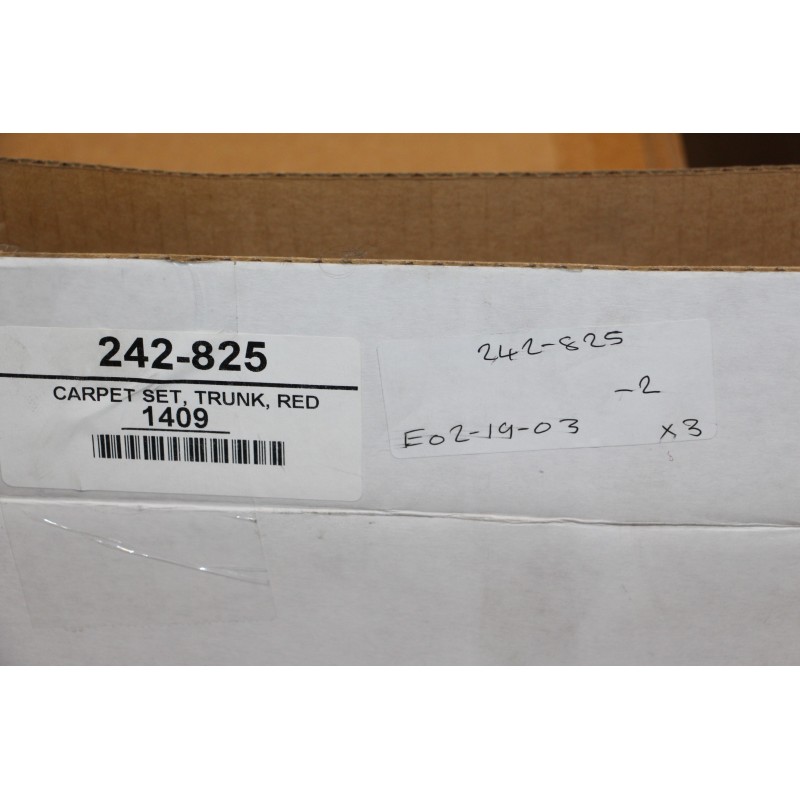 242-825
CARPET SET, TRUNK, RED
1409
242-825
-2
E02-19-03 x3